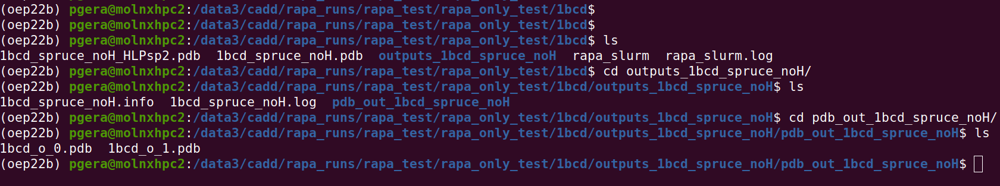 (oep22b) pgera@molnxhpc2:/data3/cadd/rapa_runs/rapa_test/rapa_only_test/1bcd$
(oep22b) pgera@molnxhpc2:/data3/cadd/rapa_runs/rapa_test/rapa_only_test/1bcd$
(oep22b) pgera@molnxhpc2:/data3/cadd/rapa_runs/rapa_test/rapa_only_test/1bcd$ ls
1bcd_spruce_noH_HLPsp2.pdb  1bcd_spruce_noH.pdb  outputs_1bcd_spruce_noH  rapa_slurm  rapa_slurm.log
(oep22b) pgera@molnxhpc2:/data3/cadd/rapa_runs/rapa_test/rapa_only_test/1bcd$ cd outputs_1bcd_spruce_noH/
(oep22b) pgera@molnxhpc2:/data3/cadd/rapa_runs/rapa_test/rapa_only_test/1bcd/outputs_1bcd_spruce_noH$ ls
1bcd_spruce_noH.info  1bcd_spruce_noH.log  pdb_out_1bcd_spruce_noH
(oep22b) pgera@molnxhpc2:/data3/cadd/rapa_runs/rapa_test/rapa_only_test/1bcd/outputs_1bcd_spruce_noH$ cd pdb_out_1bcd_spruce_noH/
(oep22b) pgera@molnxhpc2:/data3/cadd/rapa_runs/rapa_test/rapa_only_test/1bcd/outputs_1bcd_spruce_noH/pdb_out_1bcd_spruce_noH$ ls
1bcd_o_0.pdb  1bcd_o_1.pdb
(oep22b) pgera@molnxhpc2:/data3/cadd/rapa_runs/rapa_test/rapa_only_test/1bcd/outputs_1bcd_spruce_noH/pdb_out_1bcd_spruce_noH$